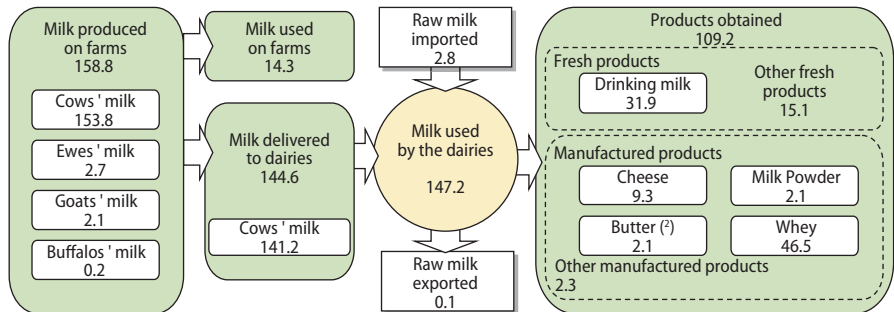 Milk produced
on farms
158.8
Cows ' milk
153.8
Ewes ' milk
2.7
Goats ' milk
2.1
Buffalos ' milk
0.2
Milk used
on farms
14.3
Milk delivered
to dairies
144.6
Cows ' milk
141.2
Raw milk
imported
2.8
Milk used
by the dairies
147.2
Raw milk
exported
0.1
Products obtained
109.2
Fresh products
Drinking milk
31.9
Other fresh
products
15.1
Manufactured products
Cheese
9.3
Milk Powder
2.1
Butter (²)
2.1
Whey
46.5
Other manufactured products
2.3